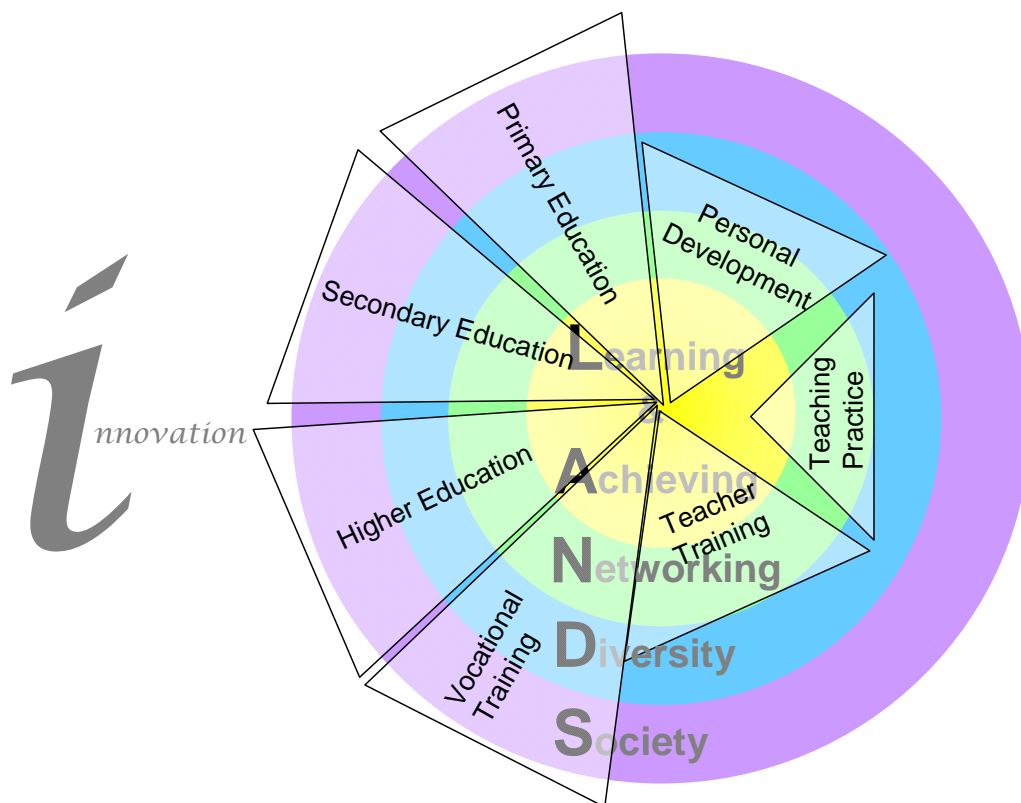 Primary Education
Personal
Development
Secondary Education
innovation
Learning
&
Achieving
Teaching
Practice
Higher Education
Teacher
Training
Networking
Vocational
Training
Diversity
Society